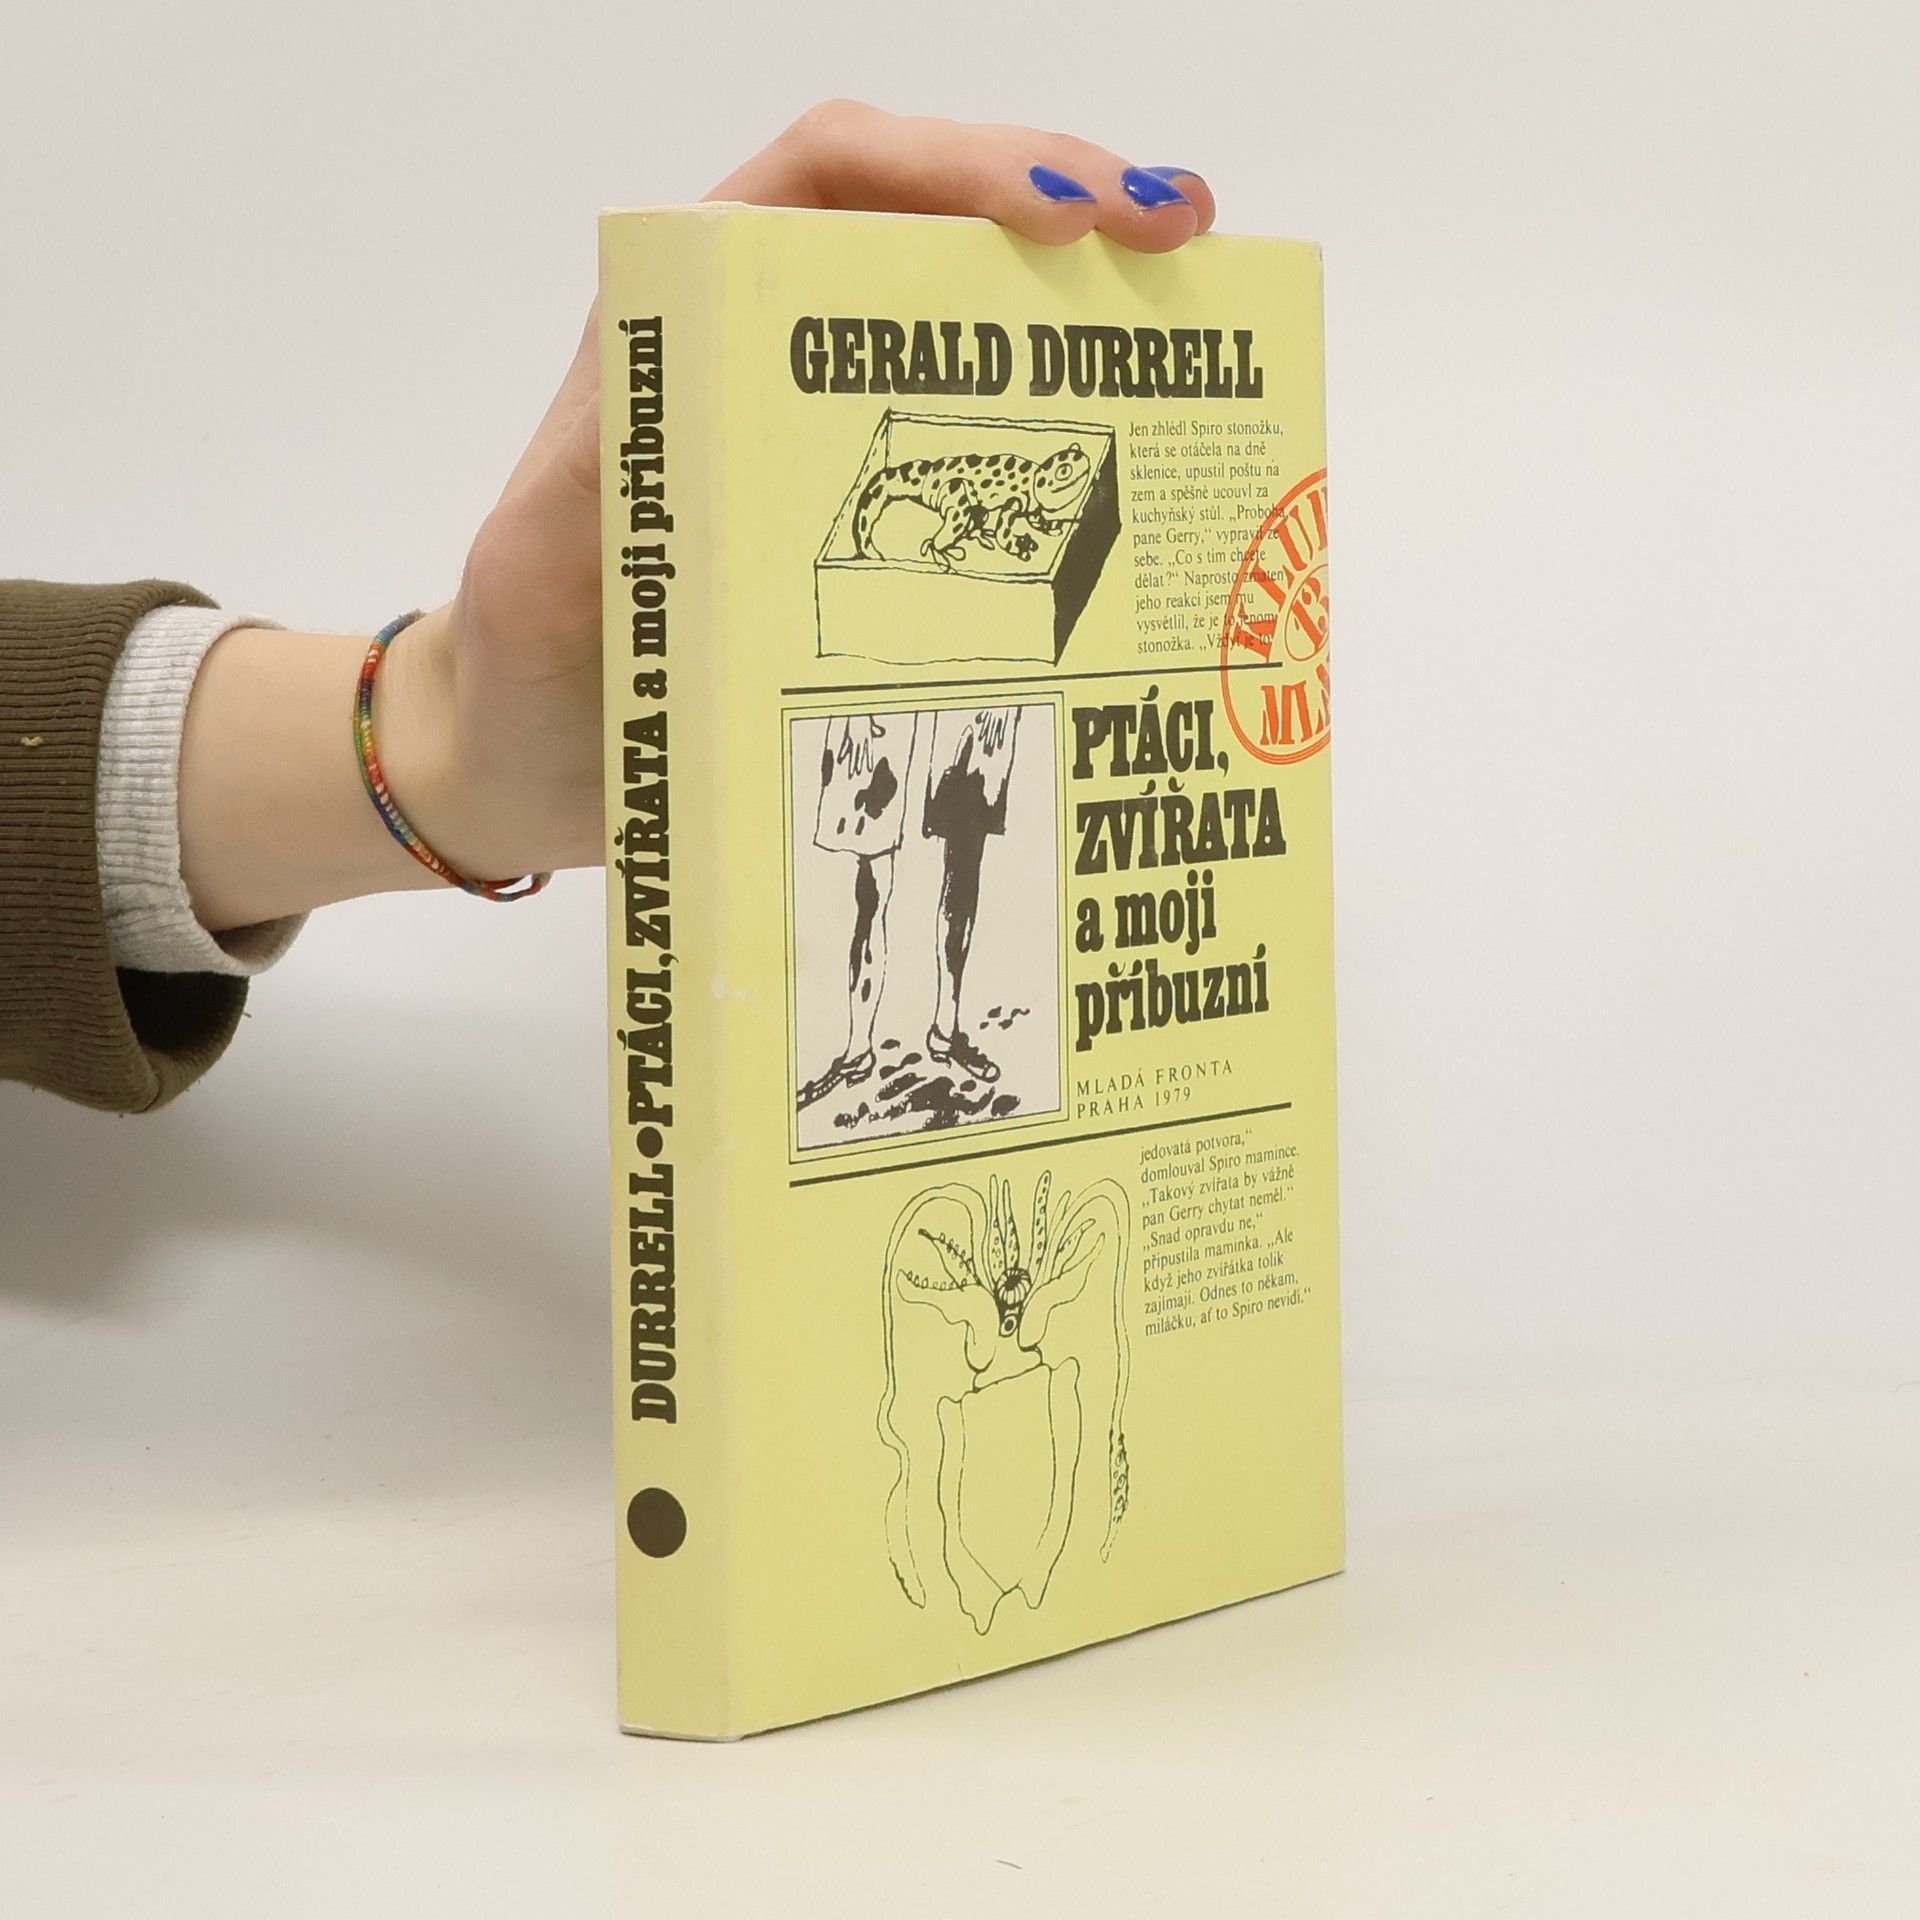 DURRELL•PTÁCI, ZVÍŘATA a moji příbuzní
GERALD DURRELL
Jen zhlédl Spiro stonožku,
která se otáčela na dně
sklenice, upustil poštu na
zem a spěšně ucouvl za
kuchyňský stůl. „Proboha,
pane Gerry,“ vypravil ze
sebe. „Co s tím chcete
dělat?“ Naprosto zmaten
jeho reakcí jsem mu
vysvětlil, že je to jenom
stonožka. „Vždyť je to
PTÁCI,
ZVÍŘATA
a moji
příbuzní
MLADÁ FRONTA
PRAHA 1979
jedovatá potvora,“
domlouval Spiro mamince.
„Takový zvířata by vážně
pan Gerry chytat neměl.“
„Snad opravdu ne,“
připustila maminka. „Ale
když jeho zvířátka tolik
zajímají. Odnes to někam,
miláčku, ať to Spiro nevidí.“